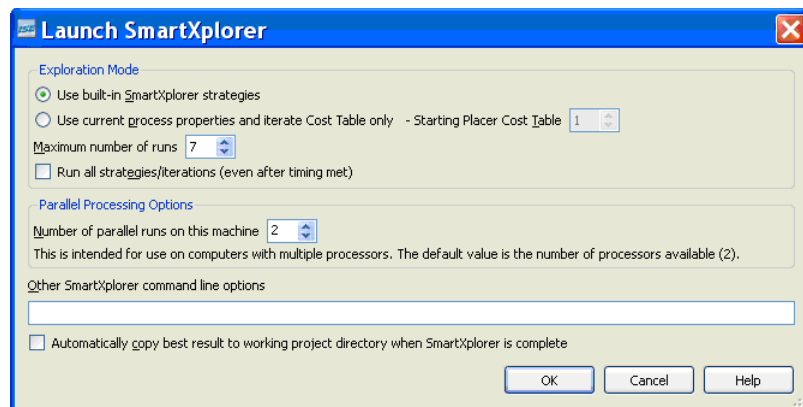 ISE Launch SmartXplorer
Exploration Mode
Use built-in SmartXplorer strategies
Use current process properties and iterate Cost Table only - Starting Placer Cost Table 1
Maximum number of runs 7
Run all strategies/iterations (even after timing met)
Parallel Processing Options
Number of parallel runs on this machine 2
This is intended for use on computers with multiple processors. The default value is the number of processors available (2).
Other SmartXplorer command line options
Automatically copy best result to working project directory when SmartXplorer is complete
OK Cancel Help